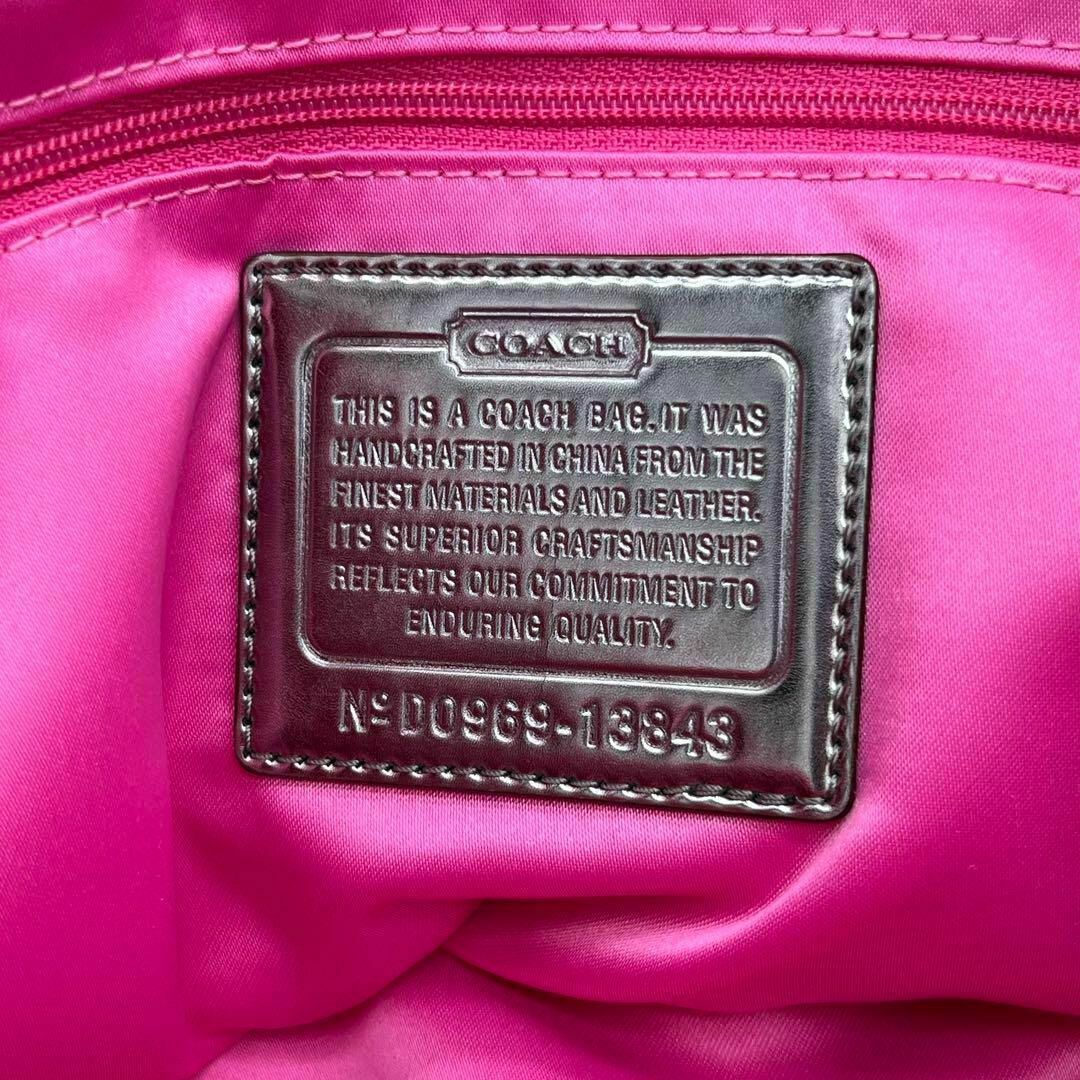 COACH
THIS IS A COACH BAG. IT WAS
HANDCRAFTED IN CHINA FROM THE
FINEST MATERIALS AND LEATHER.
ITS SUPERIOR CRAFTSMANSHIP
REFLECTS OUR COMMITMENT TO
ENDURING QUALITY.
Nº D0969-13843